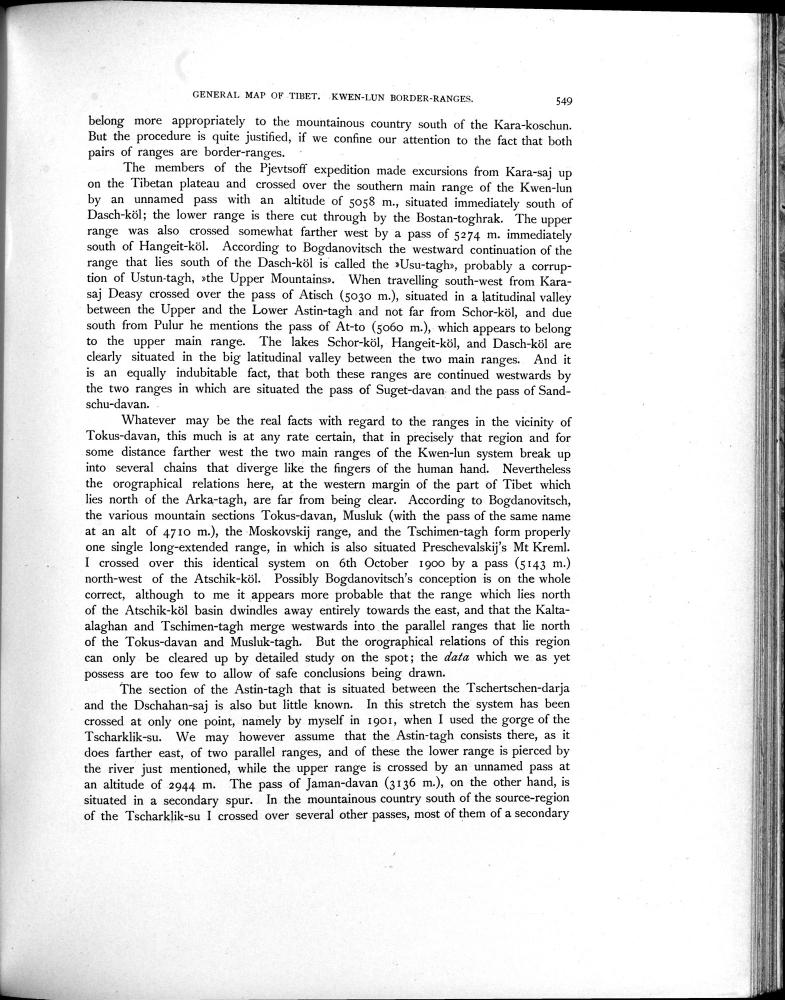 GENERAL MAP OF TIBET. KWEN-LUN BORDER-RANGES. 549
belong more appropriately to the mountainous country south of the Kara-koschun.
But the procedure is quite justified, if we confine our attention to the fact that both
pairs of ranges are border-ranges.
The members of the Pjevtsoff expedition made excursions from Kara-saj up
on the Tibetan plateau and crossed over the southern main range of the Kwen-lun
by an unnamed pass with an altitude of 5058 m., situated immediately south of
Dasch-köl; the lower range is there cut through by the Bostan-toghrak. The upper
range was also crossed somewhat farther west by a pass of 5274 m. immediately
south of Hangeit-köl. According to Bogdanovitsch the westward continuation of the
range that lies south of the Dasch-köl is called the »Usu-tagh», probably a corrup-
tion of Ustun-tagh, »the Upper Mountains». When travelling south-west from Kara-
saj Deasy crossed over the pass of Atisch (5030 m.), situated in a latitudinal valley
between the Upper and the Lower Astin-tagh and not far from Schor-köl, and due
south from Pulur he mentions the pass of At-to (5060 m.), which appears to belong
to the upper main range. The lakes Schor-köl, Hangeit-köl, and Dasch-köl are
clearly situated in the big latitudinal valley between the two main ranges. And it
is an equally indubitable fact, that both these ranges are continued westwards by
the two ranges in which are situated the pass of Suget-davan and the pass of Sand-
schu-davan.
Whatever may be the real facts with regard to the ranges in the vicinity of
Tokus-davan, this much is at any rate certain, that in precisely that region and for
some distance farther west the two main ranges of the Kwen-lun system break up
into several chains that diverge like the fingers of the human hand. Nevertheless
the orographical relations here, at the western margin of the part of Tibet which
lies north of the Arka-tagh, are far from being clear. According to Bogdanovitsch,
the various mountain sections Tokus-davan, Musluk (with the pass of the same name
at an alt of 4710 m.), the Moskovskij range, and the Tschimen-tagh form properly
one single long-extended range, in which is also situated Preschevalskij's Mt Kreml.
I crossed over this identical system on 6th October 1900 by a pass (5143 m.)
north-west of the Atschik-köl. Possibly Bogdanovitsch's conception is on the whole
correct, although to me it appears more probable that the range which lies north
of the Atschik-köl basin dwindles away entirely towards the east, and that the Kalta-
alaghan and Tschimen-tagh merge westwards into the parallel ranges that lie north
of the Tokus-davan and Musluk-tagh. But the orographical relations of this region
can only be cleared up by detailed study on the spot; the data which we as yet
possess are too few to allow of safe conclusions being drawn.
The section of the Astin-tagh that is situated between the Tschertschen-darja
and the Dschahan-saj is also but little known. In this stretch the system has been
crossed at only one point, namely by myself in 1901, when I used the gorge of the
Tscharklik-su. We may however assume that the Astin-tagh consists there, as it
does farther east, of two parallel ranges, and of these the lower range is pierced by
the river just mentioned, while the upper range is crossed by an unnamed pass at
an altitude of 2944 m. The pass of Jaman-davan (3136 m.), on the other hand, is
situated in a secondary spur. In the mountainous country south of the source-region
of the Tscharklik-su I crossed over several other passes, most of them of a secondary